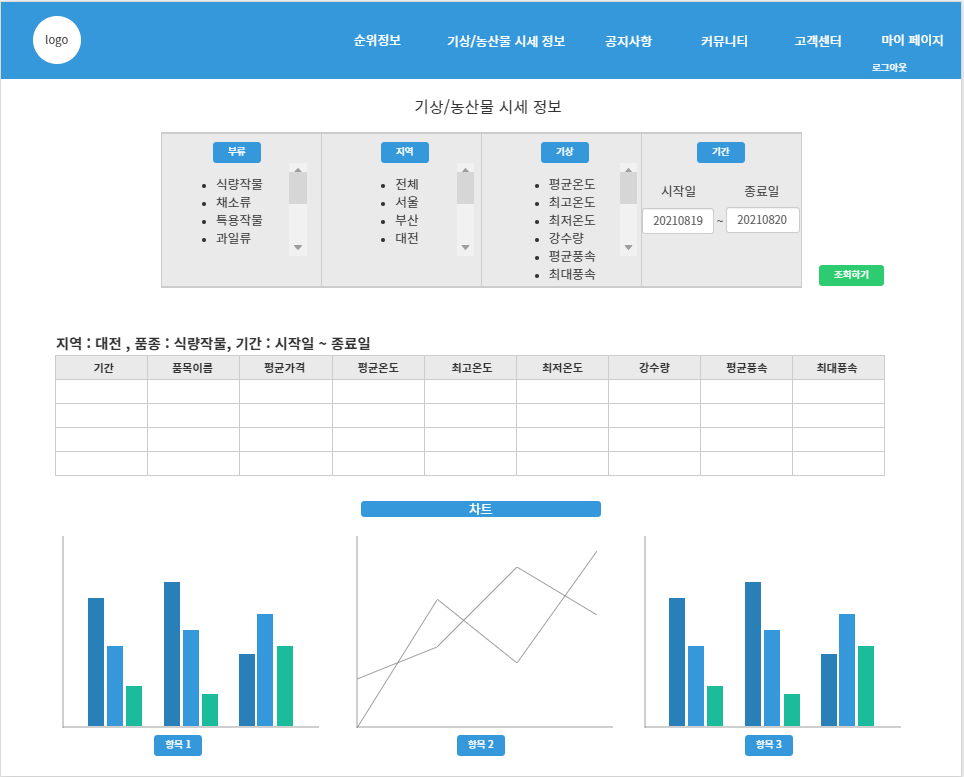 logo
순위정보 기상/농산물 시세 정보 공지사항 커뮤니티 고객센터 마이 페이지
로그아웃
기상/농산물 시세 정보
부류 지역 기상 기간
식량작물
채소류
특용작물
과일류
전체
서울
부산
대전
평균온도
최고온도
최저온도
강수량
평균풍속
최대풍속
시작일 종료일
20210819 ~ 20210820
조회하기
지역 : 대전 , 품종 : 식량작물, 기간 : 시작일 ~ 종료일
기간 품목이름 평균가격 평균온도 최고온도 최저온도 강수량 평균풍속 최대풍속
차트
항목 1 항목 2 항목 3